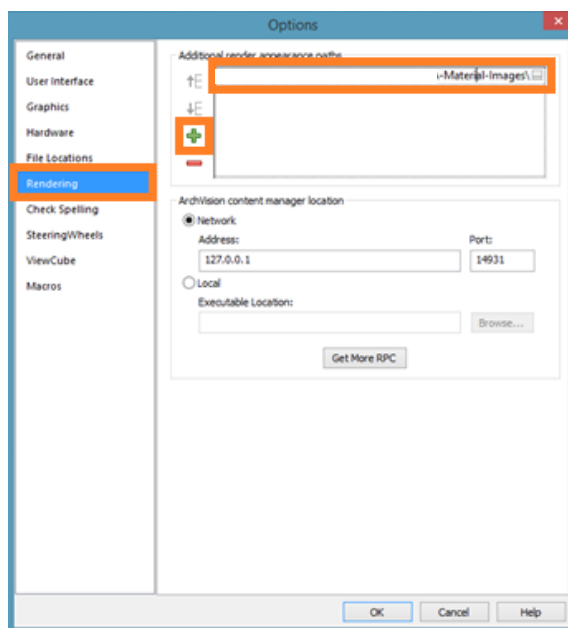 Options
General
User Interface
Graphics
Hardware
File Locations
Rendering
Check Spelling
SteeringWheels
ViewCube
Macros
Additional render appearance paths
-Material-Images\
ArchVision content manager location
Network
Address:
Port:
127.0.0.1
14931
Local
Executable Location:
Browse...
Get More RPC
OK
Cancel
Help